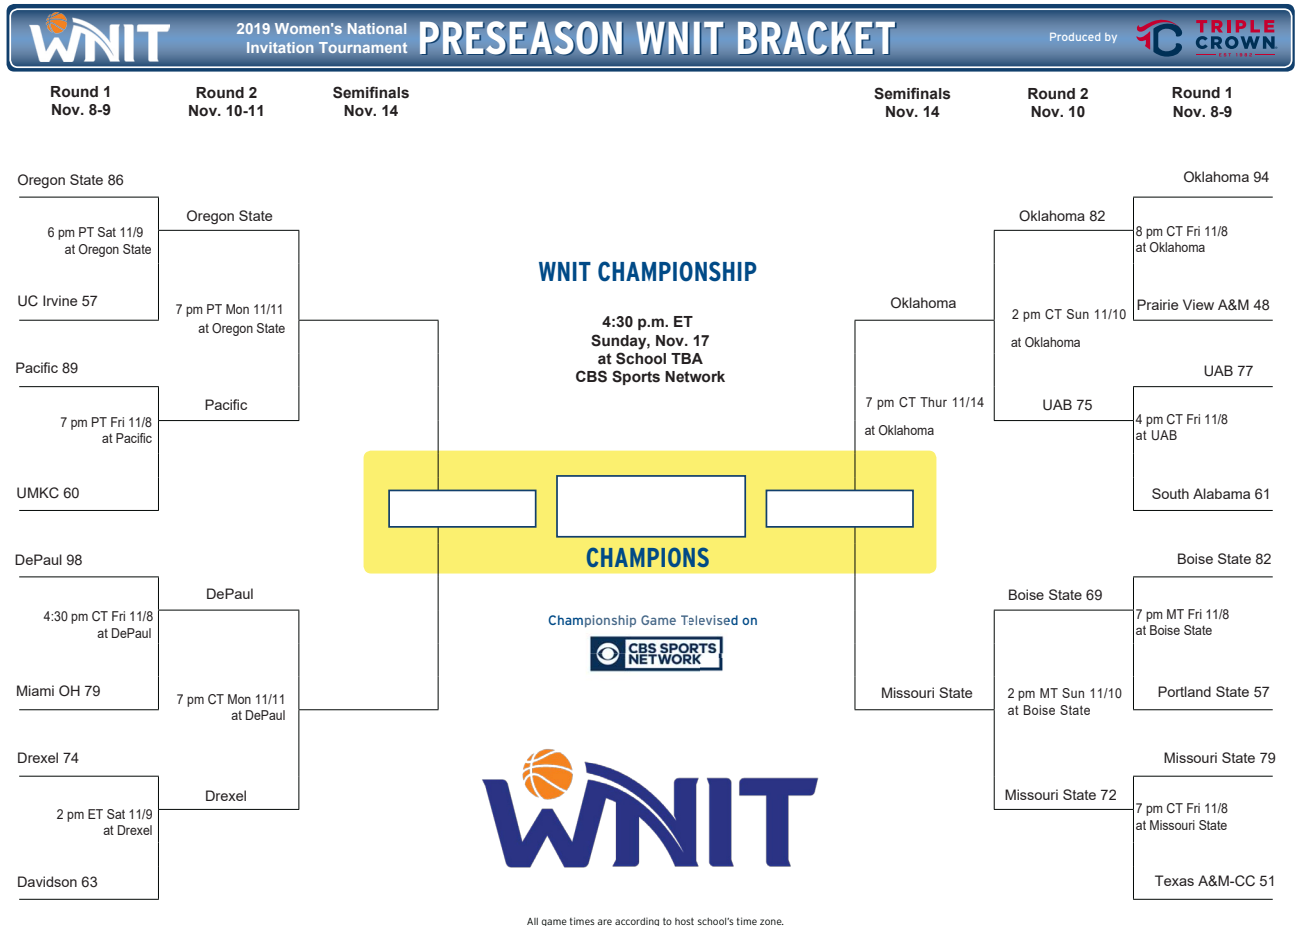 WNIT
2019 Women's National
Invitation Tournament
PRESEASON WNIT BRACKET
Produced by
TRIPLE
CROWN
EST 1982
Round 1
Nov. 8-9
Round 2
Nov. 10-11
Semifinals
Nov. 14
Semifinals
Nov. 14
Round 2
Nov. 10
Round 1
Nov. 8-9
Oregon State 86
6 pm PT Sat 11/9
at Oregon State
UC Irvine 57
Pacific 89
7 pm PT Fri 11/8
at Pacific
UMKC 60
DePaul 98
4:30 pm CT Fri 11/8
at DePaul
Miami OH 79
Drexel 74
2 pm ET Sat 11/9
at Drexel
Davidson 63
Oregon State
7 pm PT Mon 11/11
at Oregon State
Pacific
DePaul
7 pm CT Mon 11/11
at DePaul
Drexel
WNIT CHAMPIONSHIP
4:30 p.m. ET
Sunday, Nov. 17
at School TBA
CBS Sports Network
CHAMPIONS
Championship Game Televised on
CBS SPORTS
NETWORK
WNIT
Oklahoma
7 pm CT Thur 11/14
at Oklahoma
Missouri State
Oklahoma 82
2 pm CT Sun 11/10
at Oklahoma
UAB 75
Boise State 69
2 pm MT Sun 11/10
at Boise State
Missouri State 72
Oklahoma 94
8 pm CT Fri 11/8
at Oklahoma
Prairie View A&M 48
UAB 77
4 pm CT Fri 11/8
at UAB
South Alabama 61
Boise State 82
7 pm MT Fri 11/8
at Boise State
Portland State 57
Missouri State 79
7 pm CT Fri 11/8
at Missouri State
Texas A&M-CC 51
All game times are according to host school's time zone.